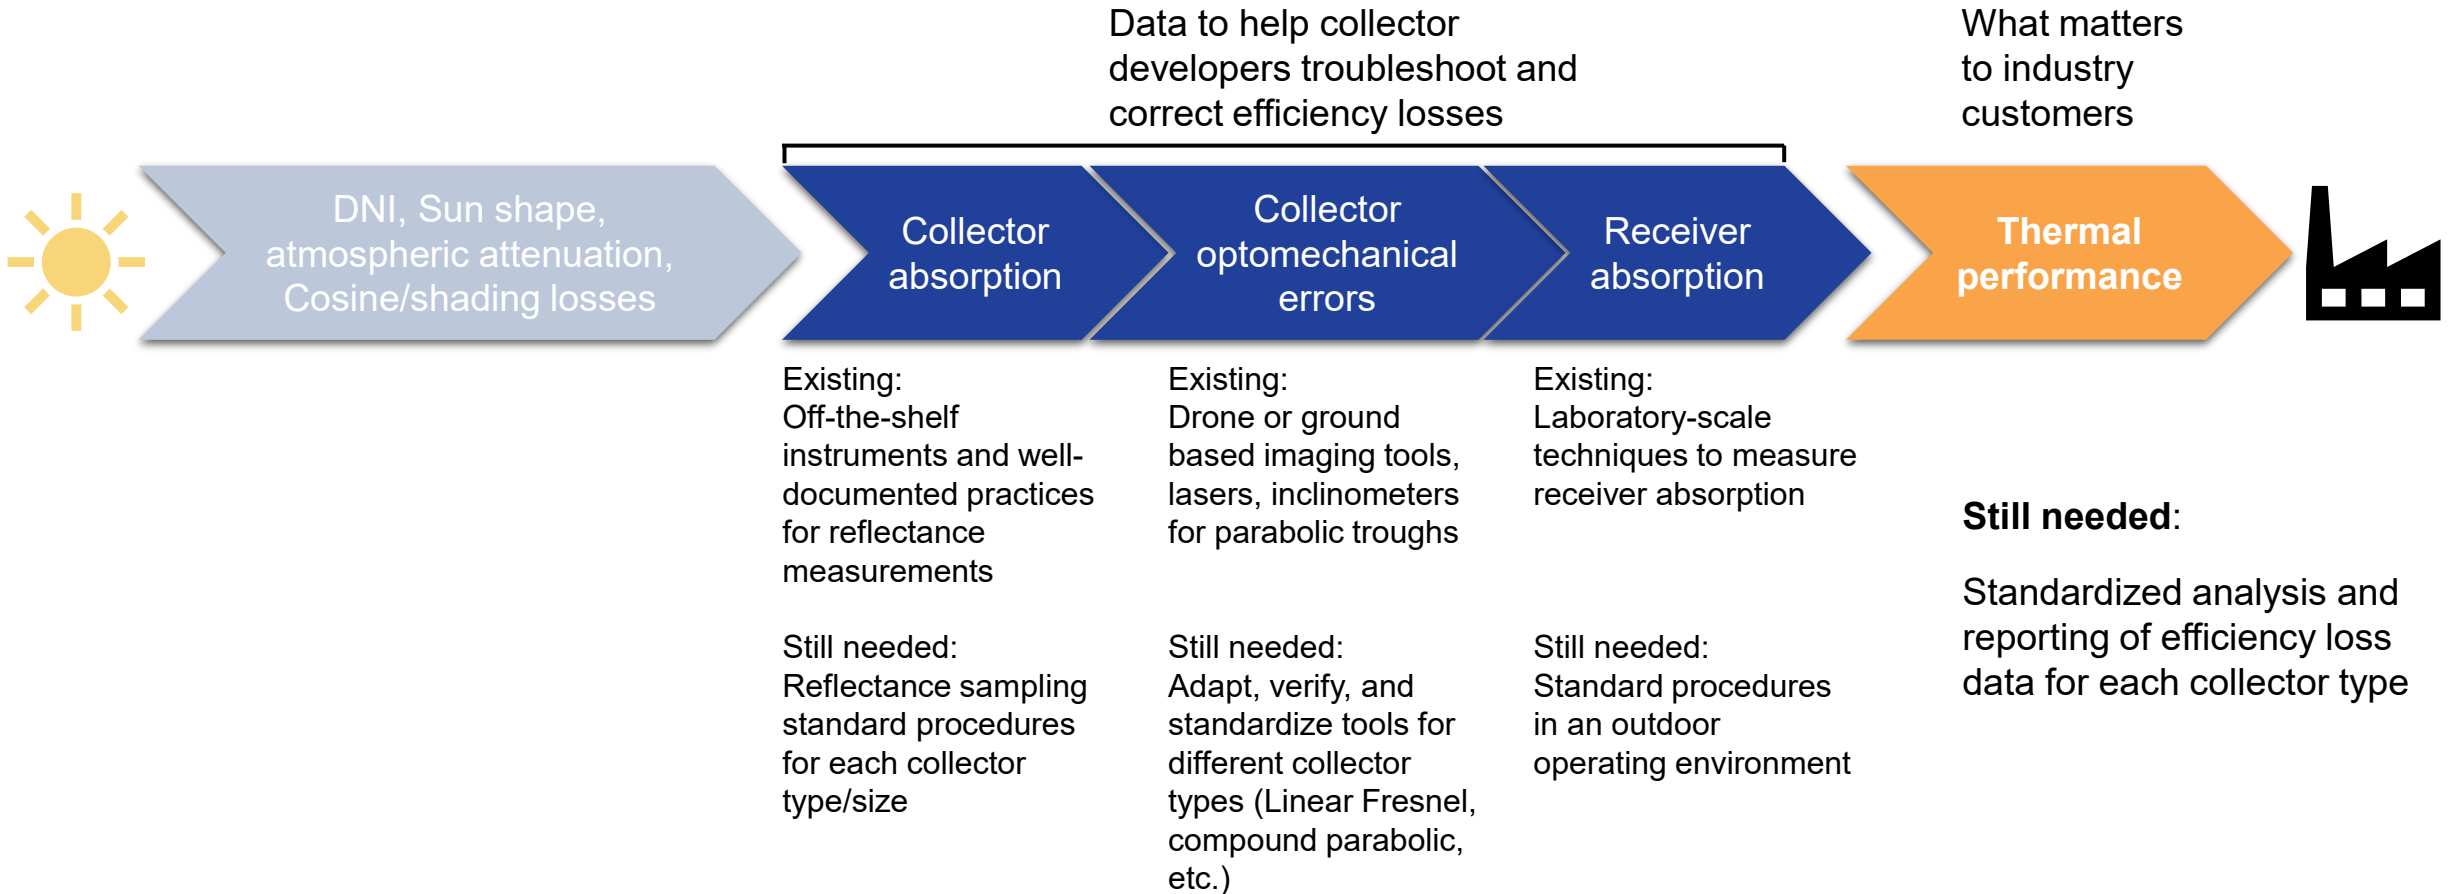 Data to help collector
developers troubleshoot and
correct efficiency losses
What matters
to industry
customers
DNI, Sun shape,
atmospheric attenuation,
Cosine/shading losses
Collector
absorption
Collector
optomechanical
errors
Receiver
absorption
Thermal
performance
Existing:
Off-the-shelf
instruments and well-
documented practices
for reflectance
measurements
Still needed:
Reflectance sampling
standard procedures
for each collector
type/size
Existing:
Drone or ground
based imaging tools,
lasers, inclinometers
for parabolic troughs
Still needed:
Adapt, verify, and
standardize tools for
different collector
types (Linear Fresnel,
compound parabolic,
etc.)
Existing:
Laboratory-scale
techniques to measure
receiver absorption
Still needed:
Standard procedures
in an outdoor
operating environment
Still needed:
Standardized analysis and
reporting of efficiency loss
data for each collector type